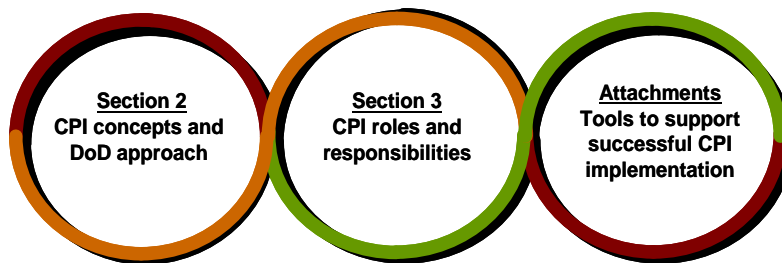 Section 2
CPI concepts and
DoD approach
Section 3
CPI roles and
responsibilities
Attachments
Tools to support
successful CPI
implementation